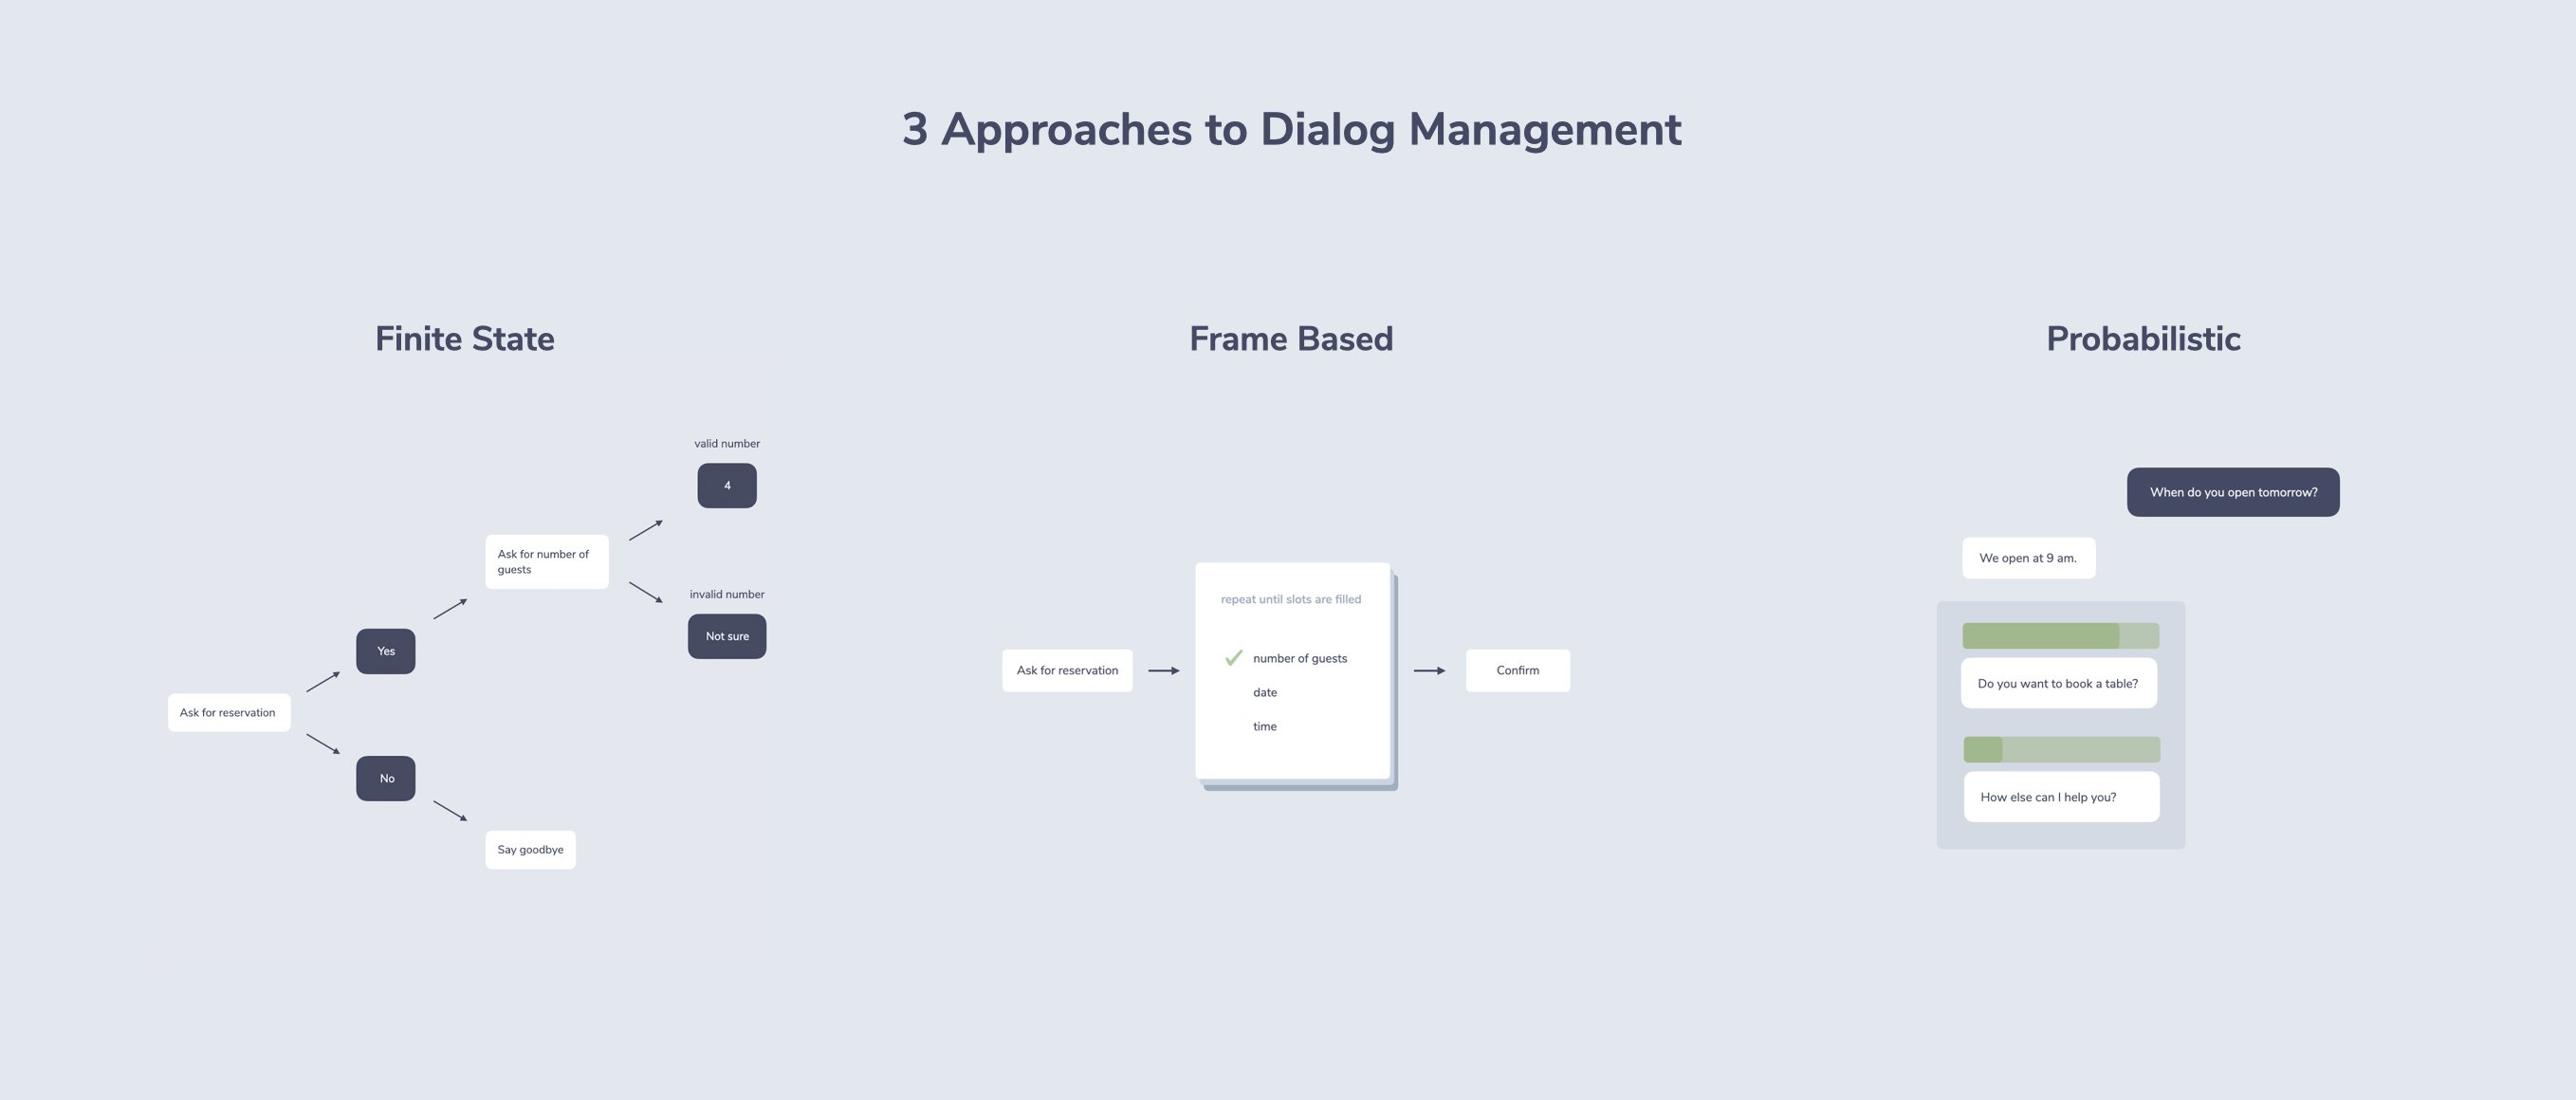 3 Approaches to Dialog Management
Finite State
valid number
4
Ask for number of
guests
invalid number
Not sure
Yes
Ask for reservation
No
Say goodbye
Frame Based
Ask for reservation
repeat until slots are filled
number of guests
date
time
Confirm
Probabilistic
When do you open tomorrow?
We open at 9 am.
Do you want to book a table?
How else can I help you?